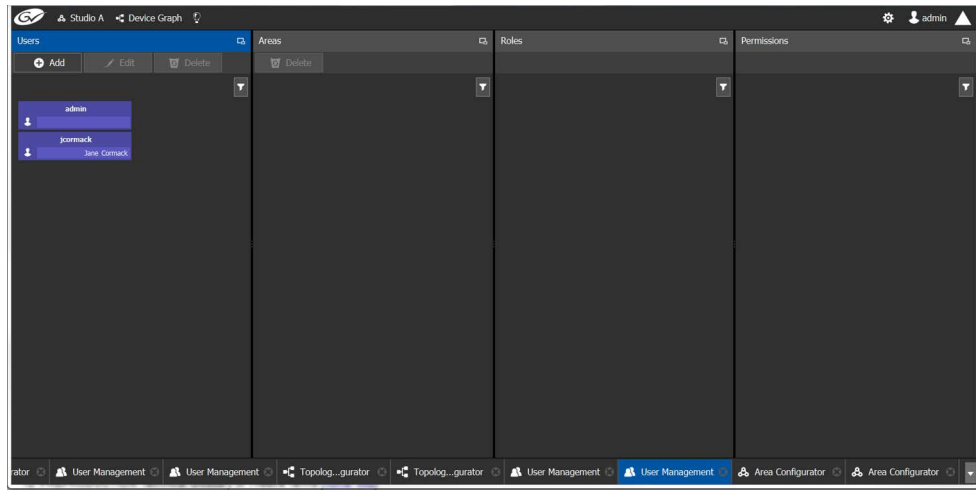 GV Studio A Device Graph admin
Users Areas Roles Permissions
Add Edit Delete Delete
admin
jcormack
Jane Cormack
rator User Management User Management Topolog...gurator Topolog...gurator User Management User Management Area Configurator Area Configurator